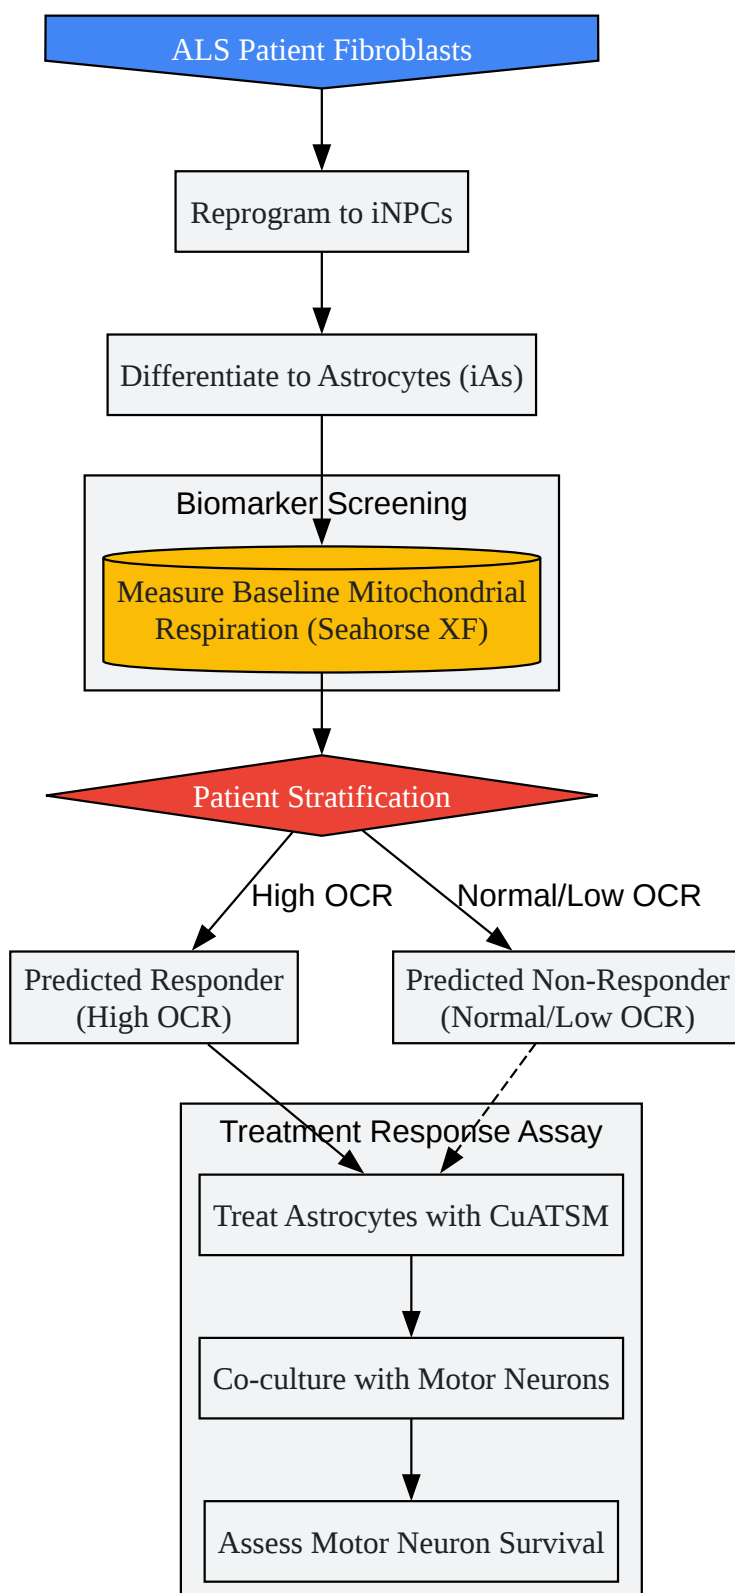 ALS Patient Fibroblasts
Reprogram to iNPCs
Differentiate to Astrocytes (iAs)
Biomarker Screening
Measure Baseline Mitochondrial
Respiration (Seahorse XF)
Patient Stratification
High OCR
Normal/Low OCR
Predicted Responder
(High OCR)
Predicted Non-Responder
(Normal/Low OCR)
Treatment Response Assay
Treat Astrocytes with CuATSM
Co-culture with Motor Neurons
Assess Motor Neuron Survival